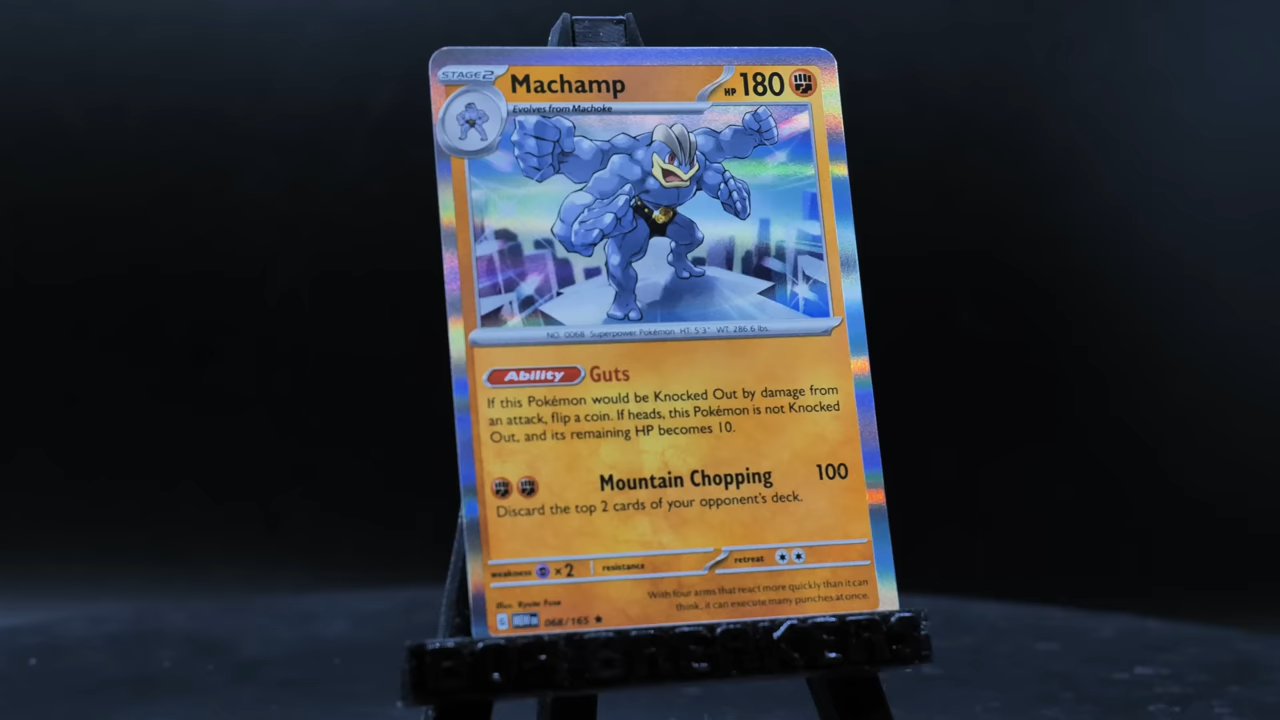 STAGE2
Machamp
HP 180
Evolves from Machoke
NO. 0068 Superpower Pokémon HT: 5'3" WT: 286.6 lbs.
Ability Guts
If this Pokémon would be Knocked Out by damage from
an attack, flip a coin. If heads, this Pokémon is not Knocked
Out, and its remaining HP becomes 10.
Mountain Chopping 100
Discard the top 2 cards of your opponent's deck.
weakness ×2 resistance retreat
With four arms that react more quickly than it can
think, it can execute many punches at once.
Illus.
068/165